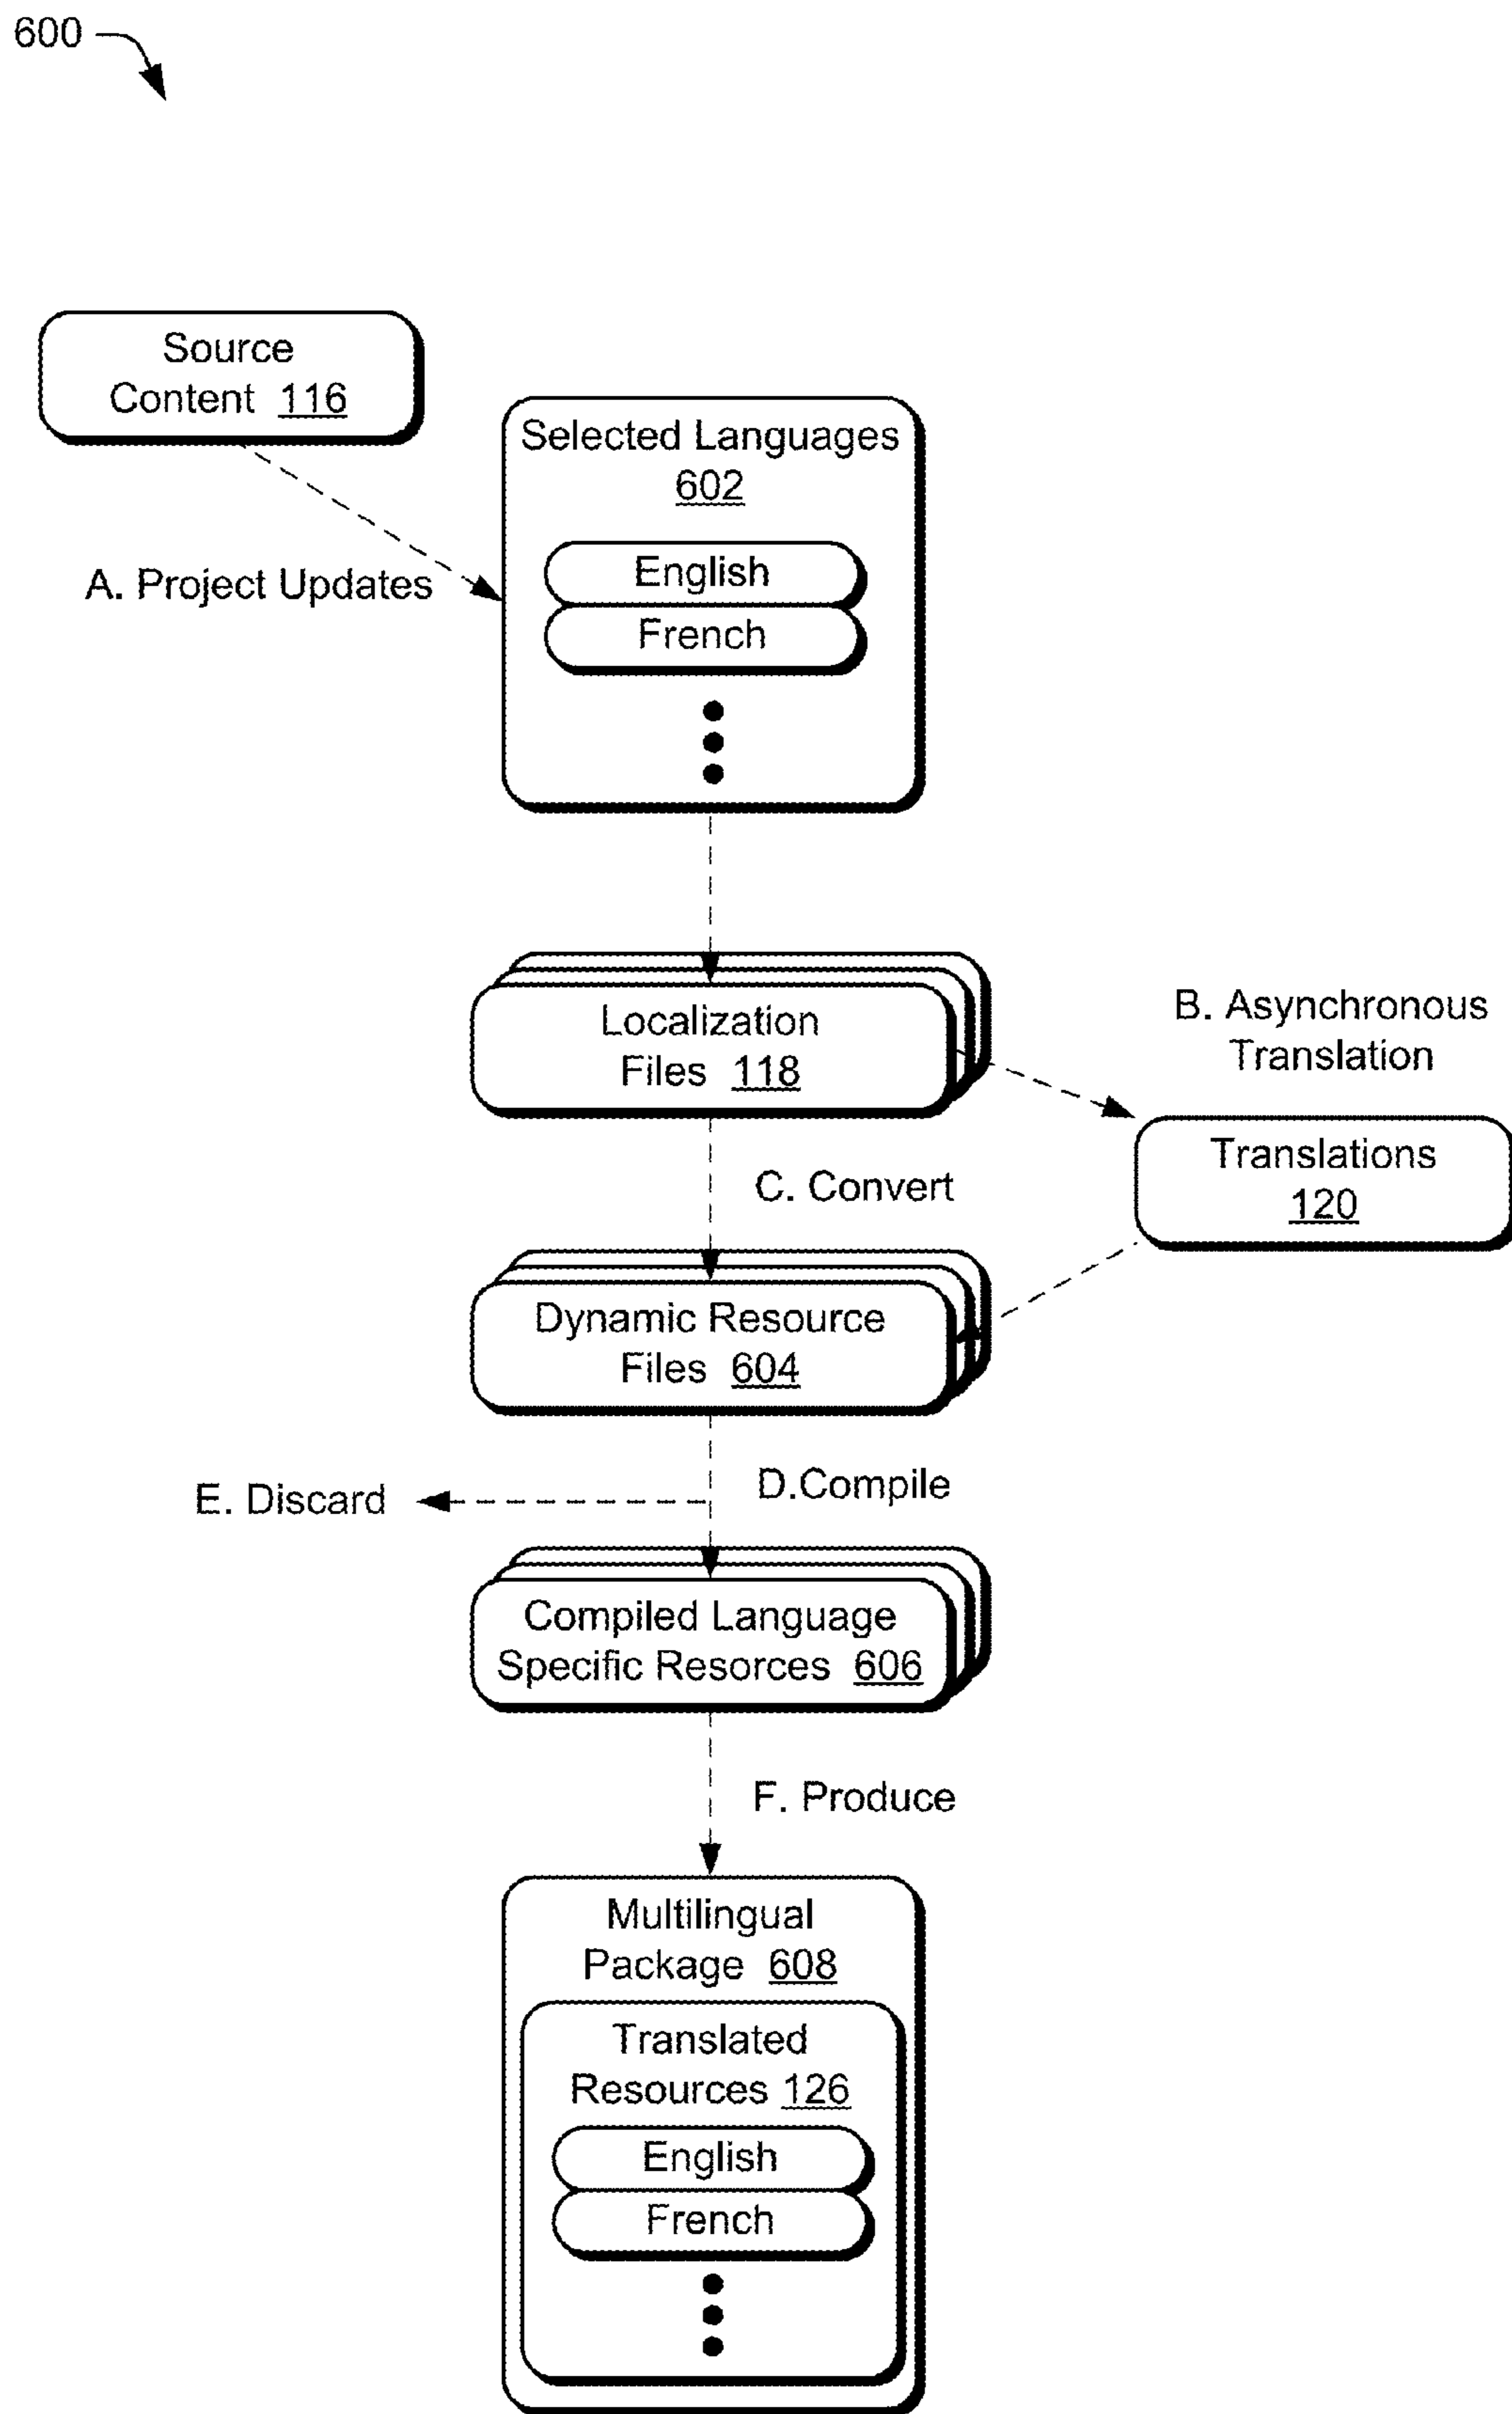 600
Source
Content 116
Selected Languages
602
English
French
A. Project Updates
Localization
Files 118
B. Asynchronous
Translation
Translations
120
C. Convert
Dynamic Resource
Files 604
D.Compile
E. Discard
Compiled Language
Specific Resorces 606
F. Produce
Multilingual
Package 608
Translated
Resources 126
English
French